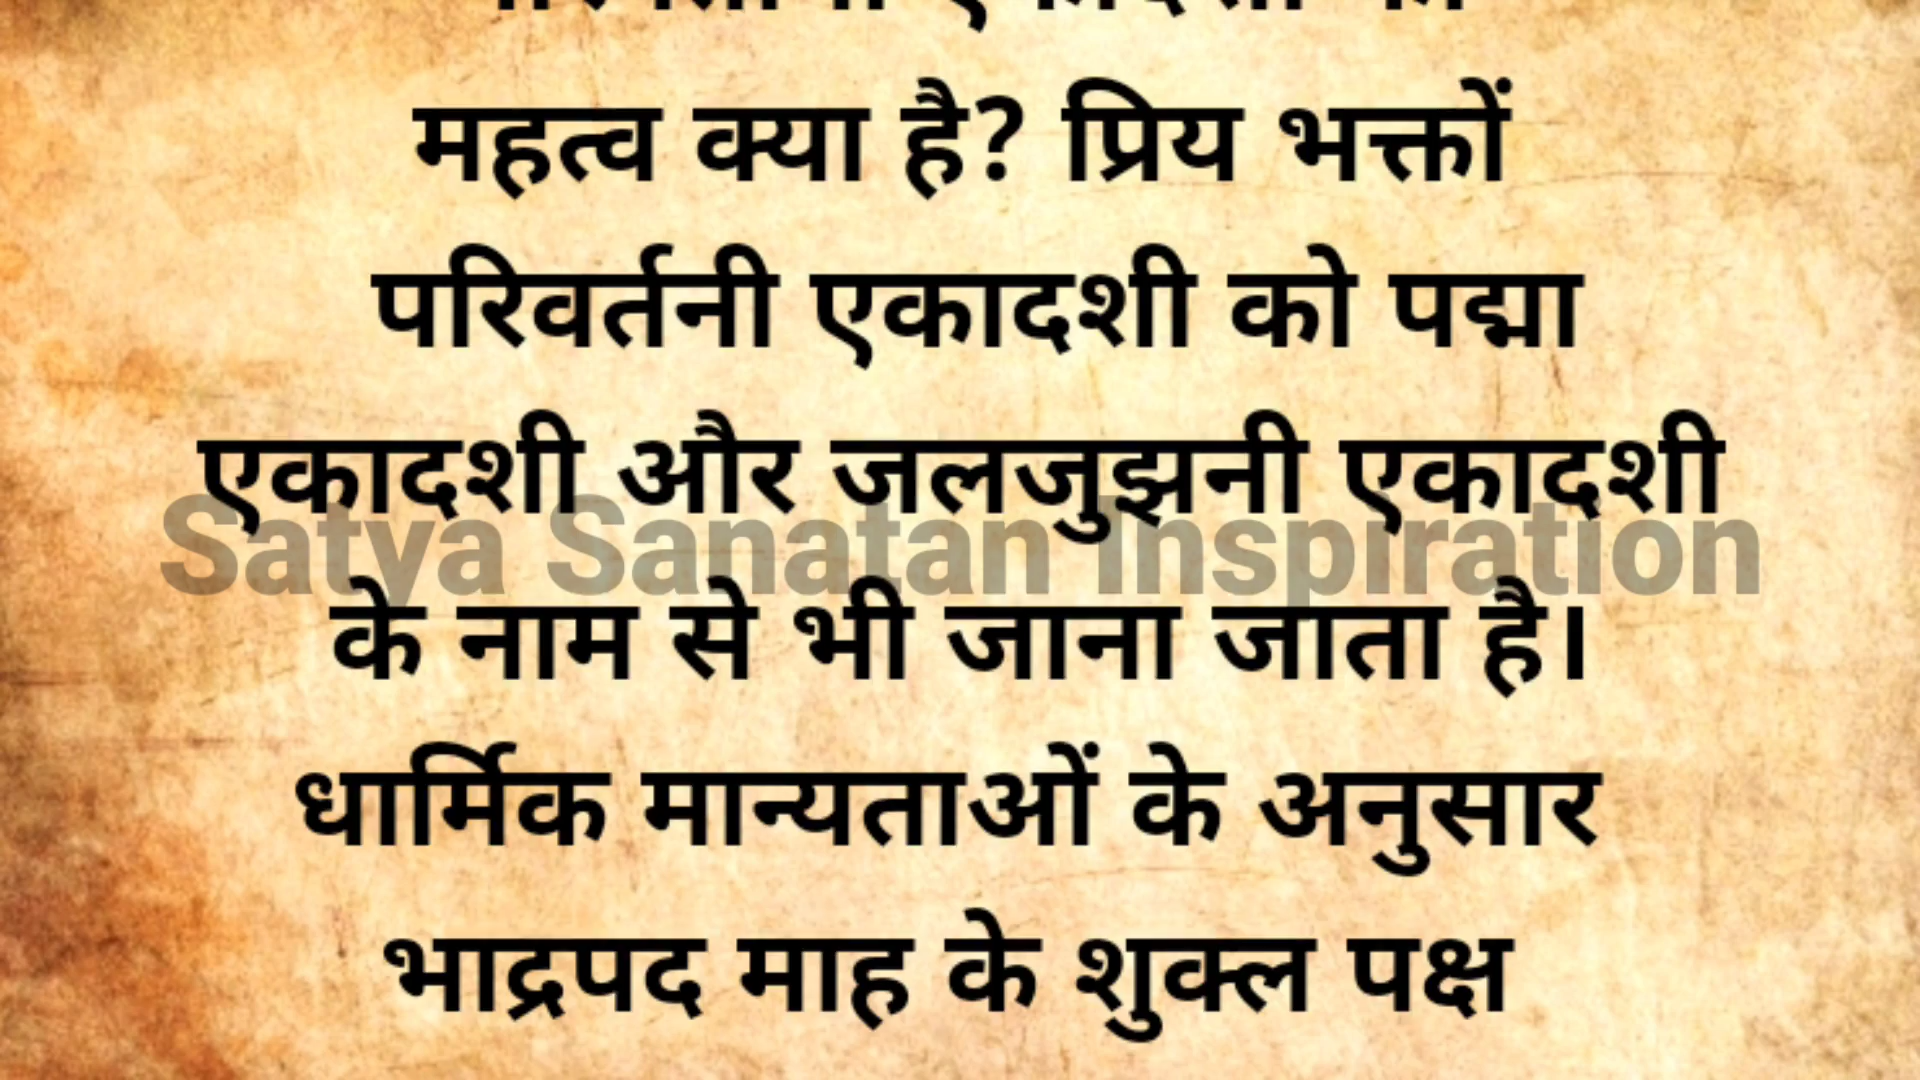 महत्व क्या है? प्रिय भक्तों
परिवर्तनी एकादशी को पद्मा
एकादशी और जलजुझनी एकादशी
Satya Sanatan Inspiration
के नाम से भी जाना जाता है।
धार्मिक मान्यताओं के अनुसार
भाद्रपद माह के शुक्ल पक्ष